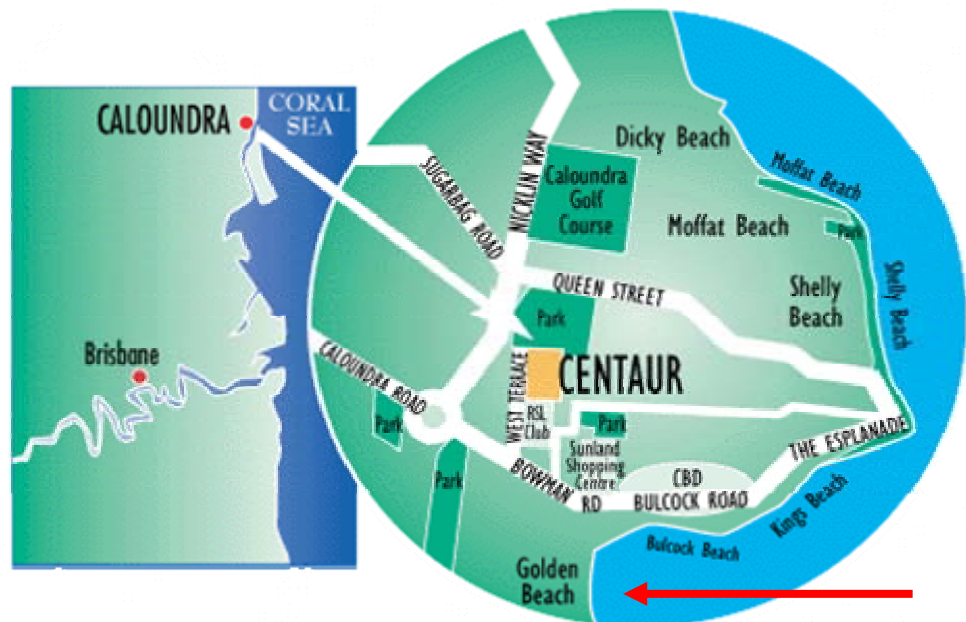 CALOUNDRA
CORAL
SEA
Brisbane
SUGARBAG ROAD
NICKLIN WAY
Caloundra
Golf
Course
Dicky Beach
Moffat Beach
Moffat Beach
Park
QUEEN STREET
Shelly
Beach
Shelly Beach
Park
CALOUNDRA ROAD
WEST TERRACE
CENTAUR
RSL
Club
Park
Park
Sunland
Shopping
Centre
THE ESPLANADE
Park
BOWMAN
RD
CBD
BULCOCK ROAD
Kings Beach
Bulcock Beach
Golden
Beach